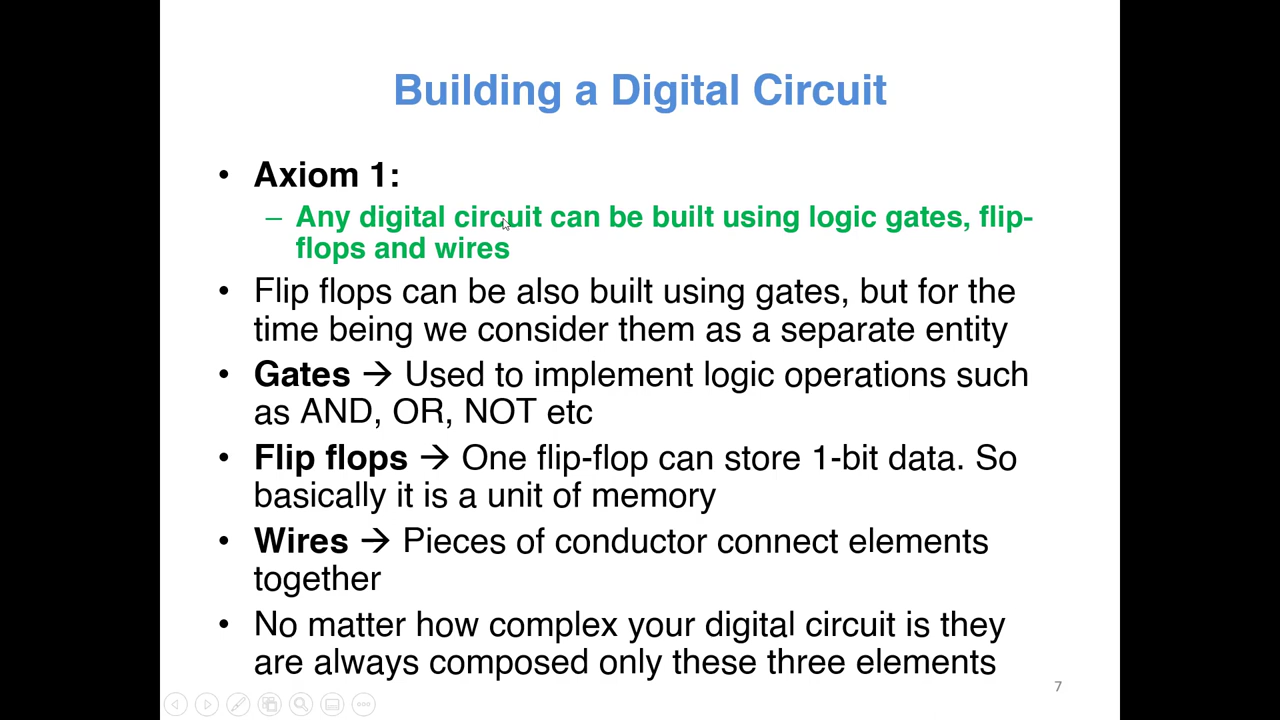 Building a Digital Circuit
• Axiom 1:
– Any digital circuit can be built using logic gates, flip-
flops and wires
• Flip flops can be also built using gates, but for the
time being we consider them as a separate entity
• Gates → Used to implement logic operations such
as AND, OR, NOT etc
• Flip flops → One flip-flop can store 1-bit data. So
basically it is a unit of memory
• Wires → Pieces of conductor connect elements
together
• No matter how complex your digital circuit is they
are always composed only these three elements
7